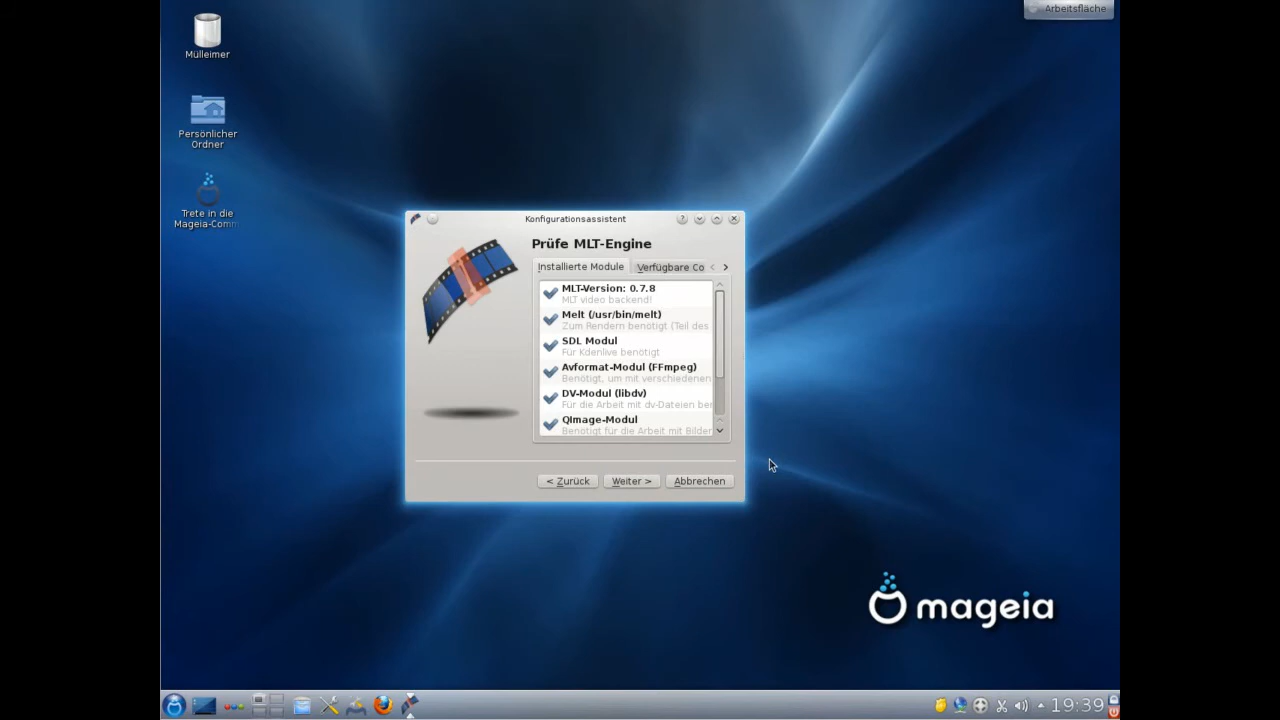 Arbeitsfläche
Mülleimer
Persönlicher
Ordner
Trete in die
Mageia-Comm
Konfigurationsassistent
Prüfe MLT-Engine
Installierte Module
Verfügbare Co
MLT-Version: 0.7.8
MLT video backend!
Melt (/usr/bin/melt)
Zum Rendern benötigt (Teil des
SDL Modul
Für Kdenlive benötigt
Avformat-Modul (FFmpeg)
Benötigt, um mit verschiedenen
DV-Modul (libdv)
Für die Arbeit mit dv-Dateien ber
QImage-Modul
Benötigt für die Arbeit mit Bilder
< Zurück
Weiter >
Abbrechen
mageia
19:39